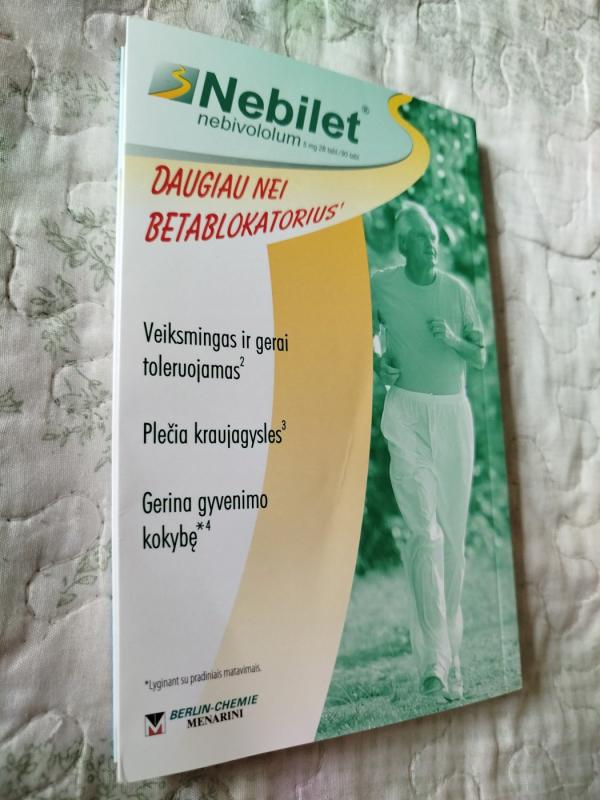 Nebilet®
nebivololum 5 mg 28 tabl./90 tabl.
DAUGIAU NEI
BETABLOKATORIUS¹
Veiksmingas ir gerai
toleruojamas²
Plečia kraujagysles³
Gerina gyvenimo
kokybę*⁴
*Lyginant su pradiniais matavimais.
BERLIN-CHEMIE
MENARINI